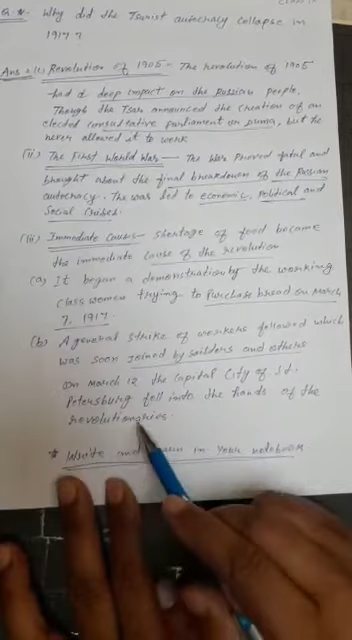 Q.N. Why did the Tsarist autocracy collapse in
1917?
Ans:- (i) Revolution of 1905 - The revolution of 1905
had a deep impact on the Russian people.
Though the Tsar announced the creation of an
elected consultative parliament or Duma, but he
never allowed it to work
(ii) The First World War - The War proved fatal and
brought about the final breakdown of the Russian
autocracy. The war led to economic, political and
Social Crises.
(iii) Immediate Causes - Shortage of food became
the immediate cause of the revolution
(a) It began a demonstration by the working
class women trying to purchase bread on March
7, 1917.
(b) A general strike of workers followed which
was soon joined by soilders and others
On March 12 the Capital City of St.
Petersburg fell into the hands of the
revolutionaries.
* Write and learn in your notebook